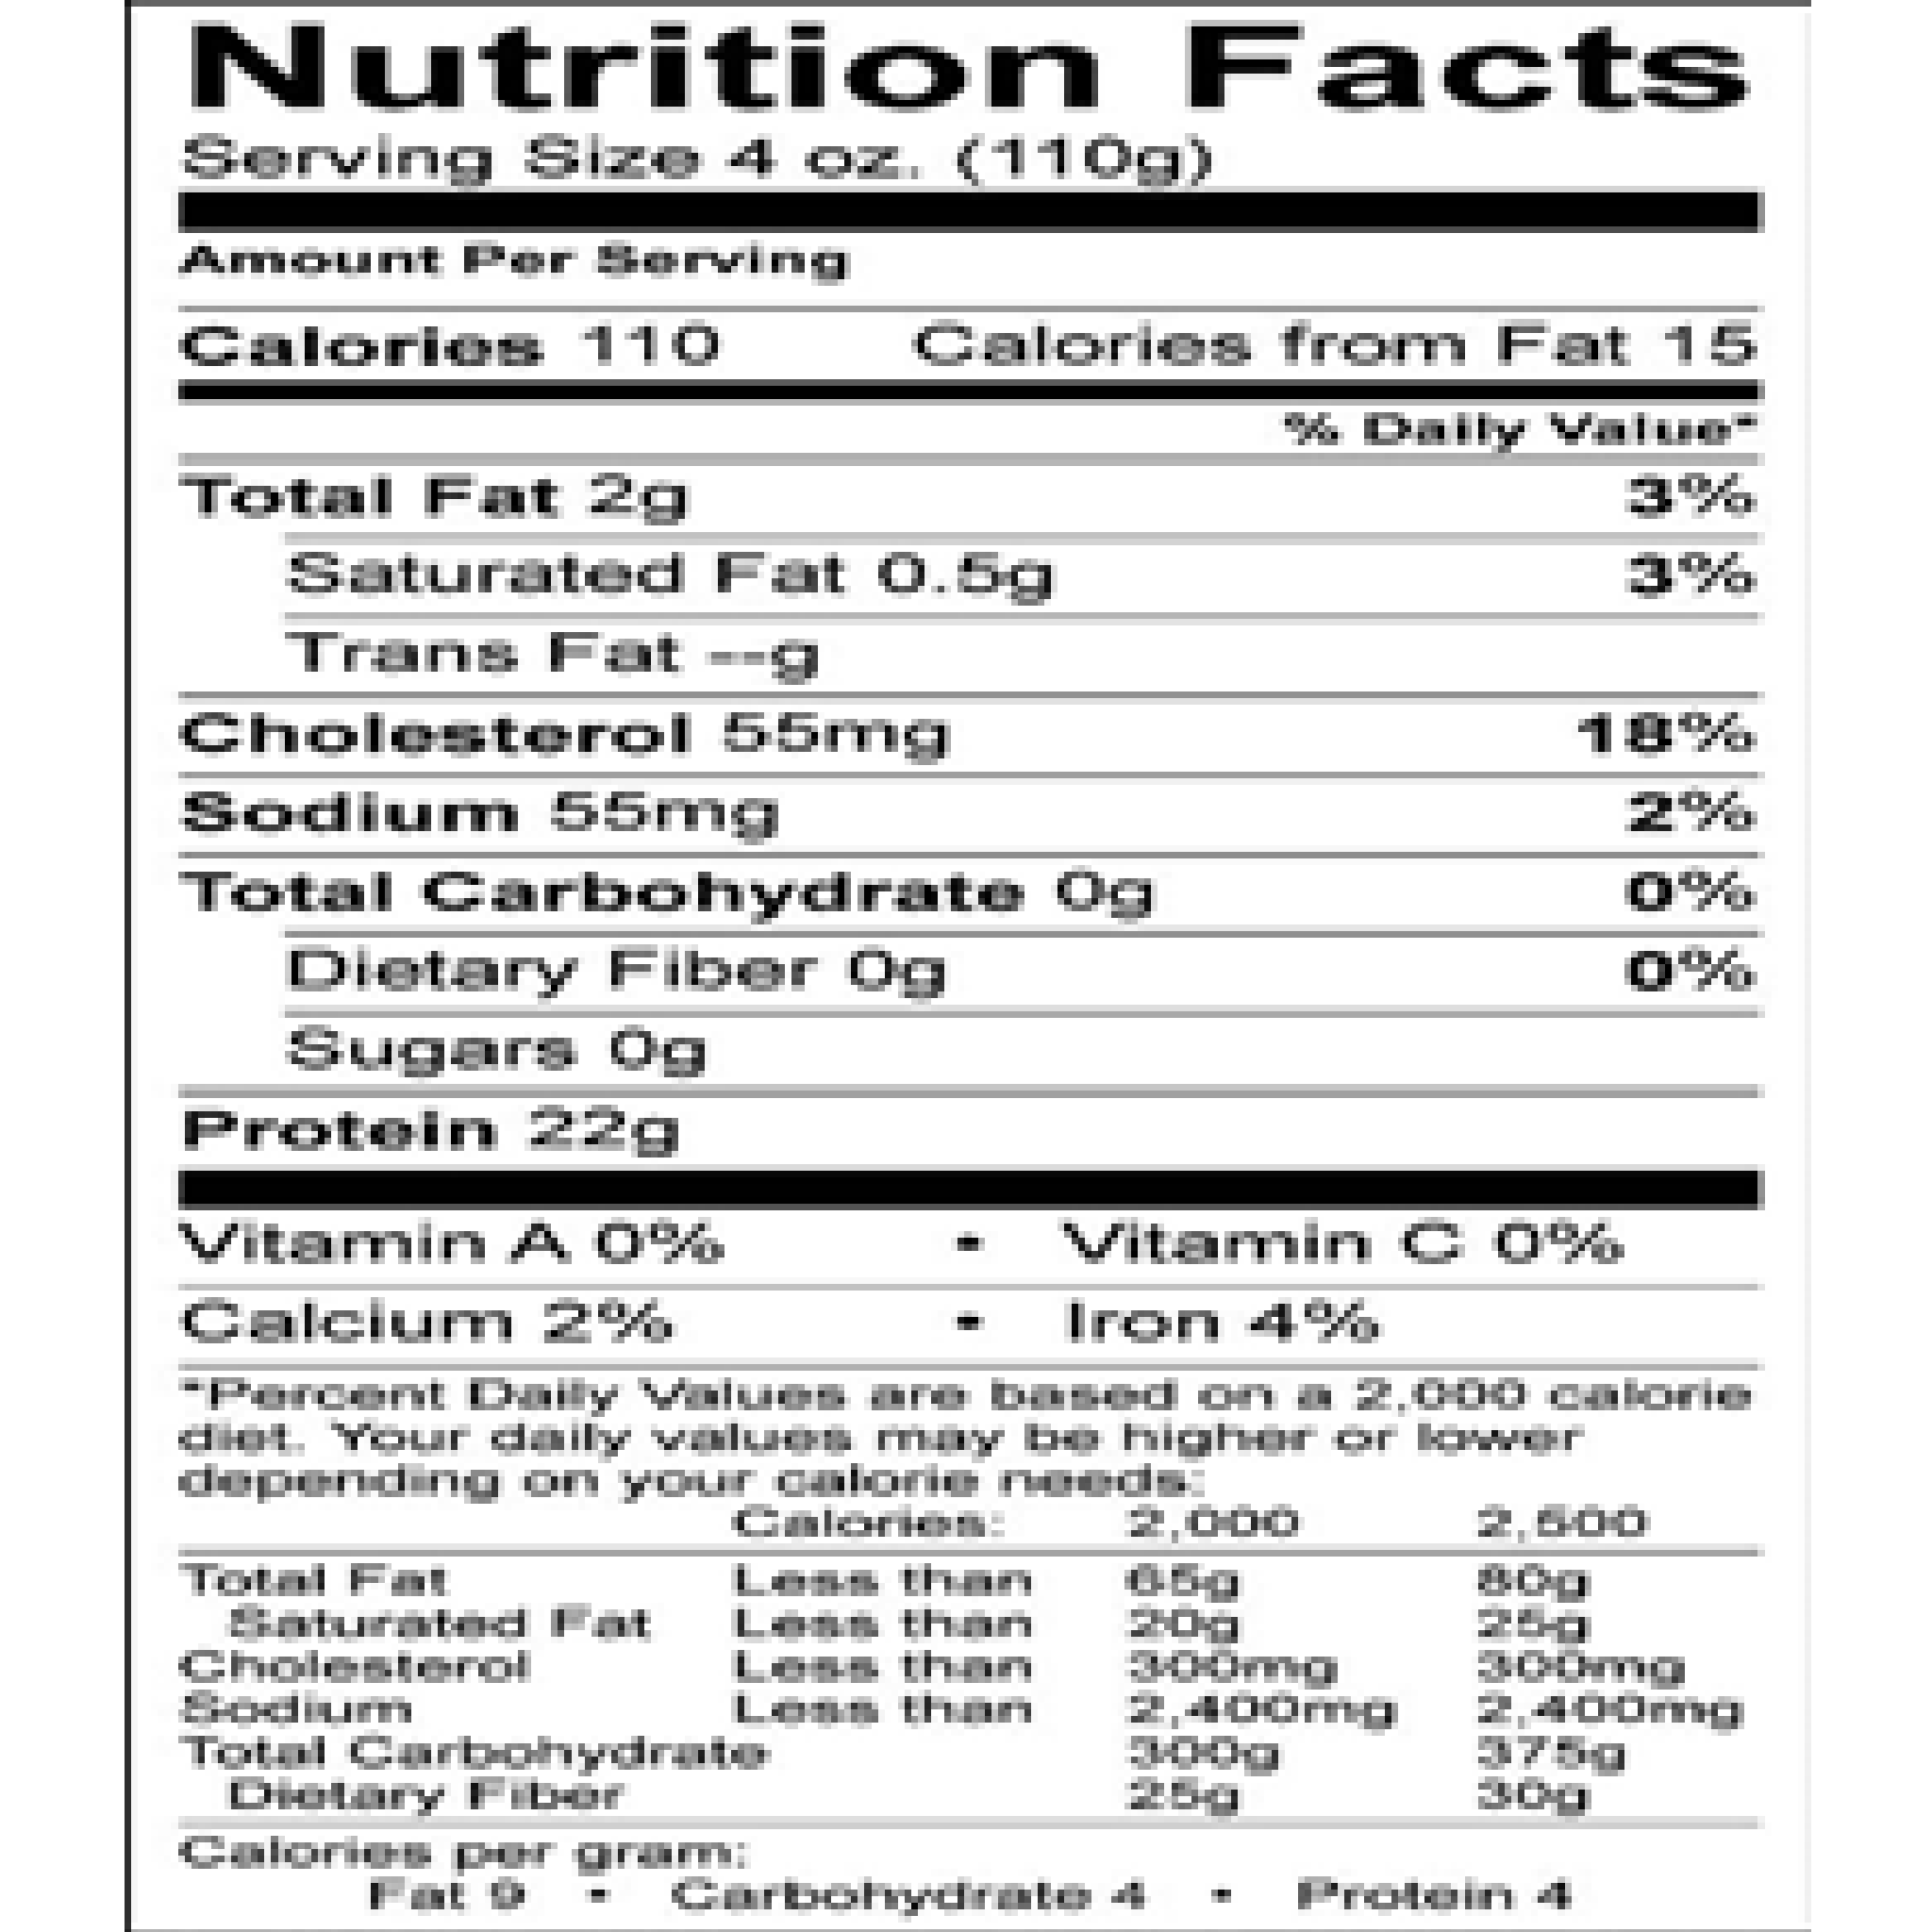 Nutrition Facts
Serving Size 4 oz. (110g)
Amount Per Serving
Calories 110 Calories from Fat 15
% Daily Value*
Total Fat 2g 3%
Saturated Fat 0.5g 3%
Trans Fat --g
Cholesterol 55mg 18%
Sodium 55mg 2%
Total Carbohydrate 0g 0%
Dietary Fiber 0g 0%
Sugars 0g
Protein 22g
Vitamin A 0% • Vitamin C 0%
Calcium 2% • Iron 4%
*Percent Daily Values are based on a 2,000 calorie
diet. Your daily values may be higher or lower
depending on your calorie needs:
Calories: 2,000 2,500
Total Fat Less than 65g 80g
Saturated Fat Less than 20g 25g
Cholesterol Less than 300mg 300mg
Sodium Less than 2,400mg 2,400mg
Total Carbohydrate 300g 375g
Dietary Fiber 25g 30g
Calories per gram:
Fat 9 • Carbohydrate 4 • Protein 4